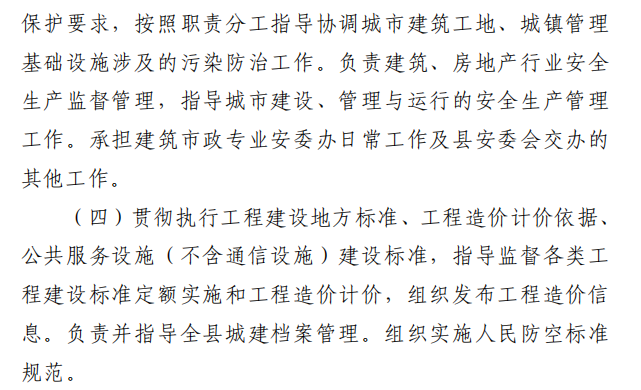 保护要求，按照职责分工指导协调城市建筑工地、城镇管理
基础设施涉及的污染防治工作。负责建筑、房地产行业安全
生产监督管理，指导城市建设、管理与运行的安全生产管理
工作。承担建筑市政专业安委办日常工作及县安委会交办的
其他工作。
（四）贯彻执行工程建设地方标准、工程造价计价依据、
公共服务设施（不含通信设施）建设标准，指导监督各类工
程建设标准定额实施和工程造价计价，组织发布工程造价信
息。负责并指导全县城建档案管理。组织实施人民防空标准
规范。